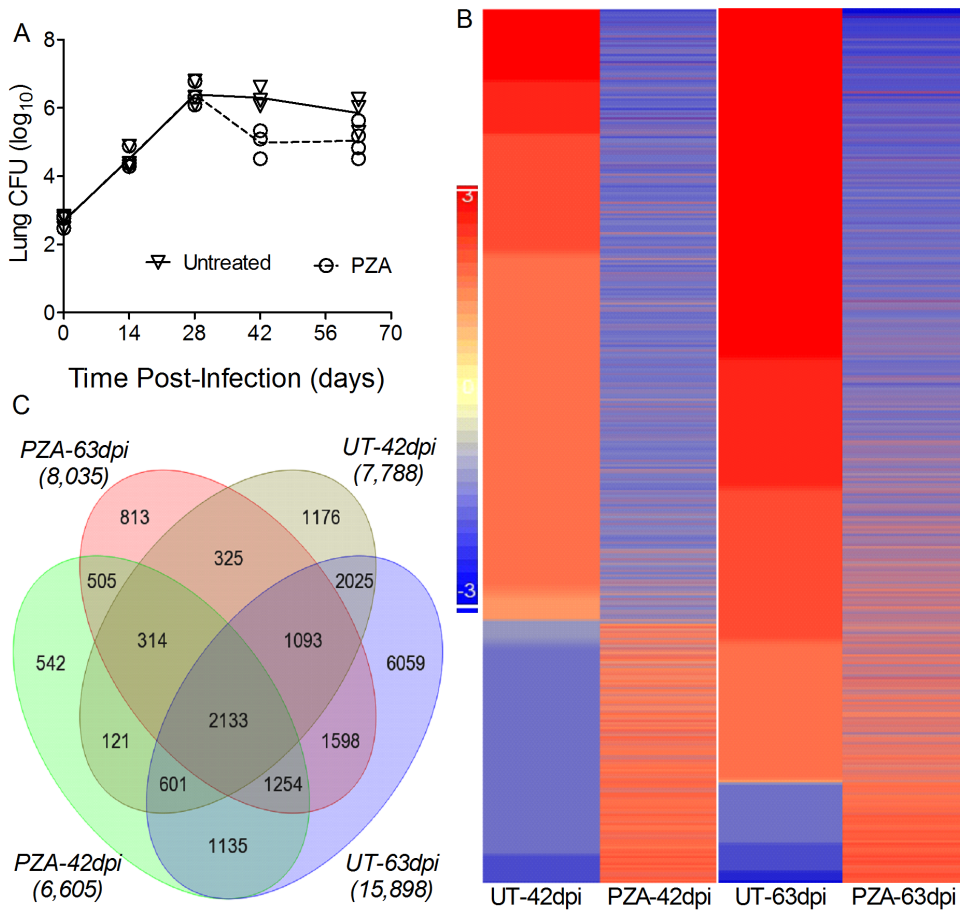 A
8
6
4
2
0
Lung CFU (log10)
Untreated
PZA
0 14 28 42 56 70
Time Post-Infection (days)
B
3
0
-3
UT-42dpi PZA-42dpi UT-63dpi PZA-63dpi
C
PZA-63dpi
(8,035)
UT-42dpi
(7,788)
813
1176
325
505
2025
314
1093
542
6059
2133
121
1598
601
1254
1135
PZA-42dpi
(6,605)
UT-63dpi
(15,898)